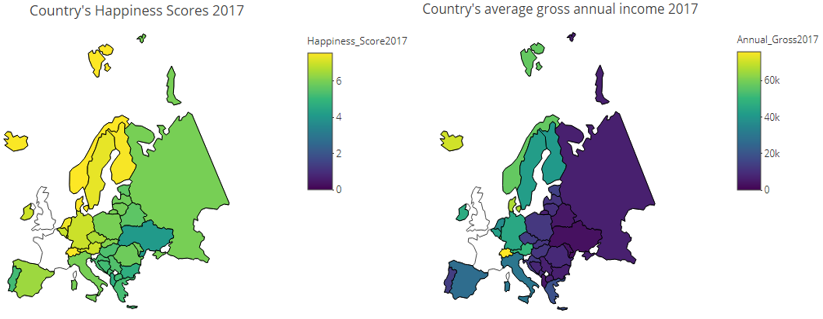 Country's Happiness Scores 2017
Happiness_Score2017
6
4
2
0
Country's average gross annual income 2017
Annual_Gross2017
60k
40k
20k
0